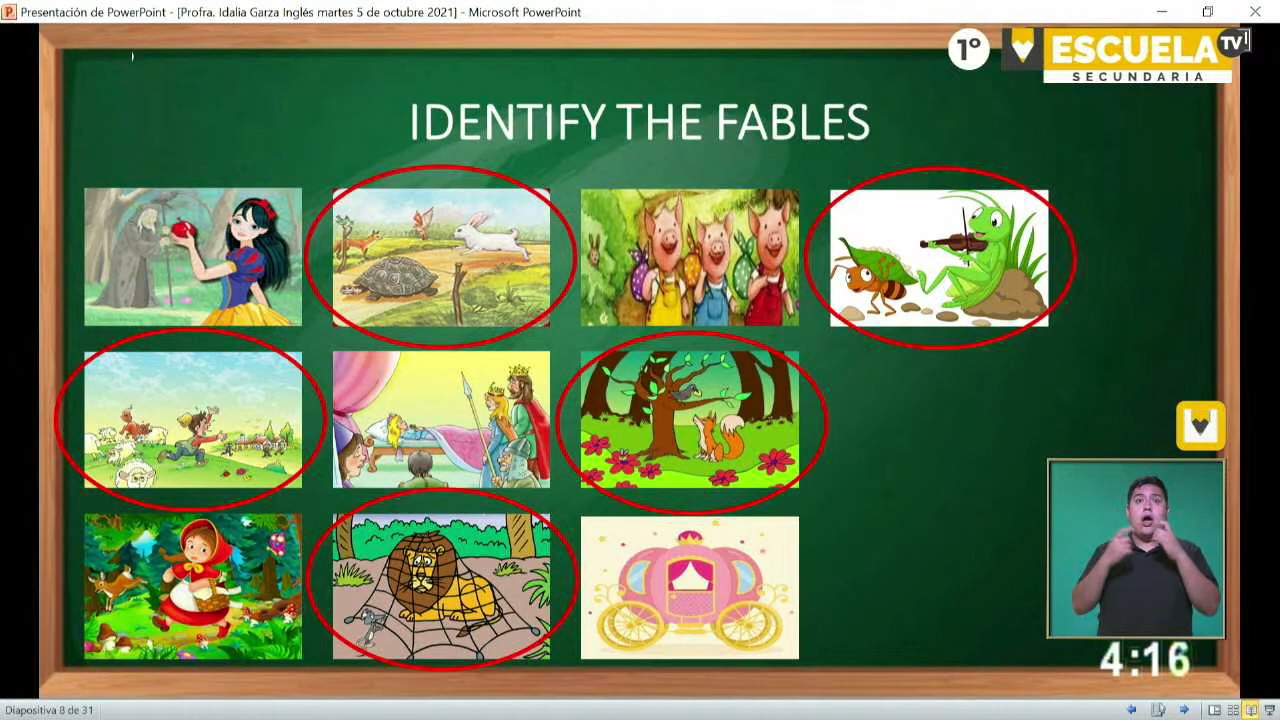 Presentación de PowerPoint - [Profra. Idalia Garza Inglés martes 5 de octubre 2021] - Microsoft PowerPoint
1°
ESCUELA TV
SECUNDARIA
IDENTIFY THE FABLES
4:16
Diapositiva 8 de 31